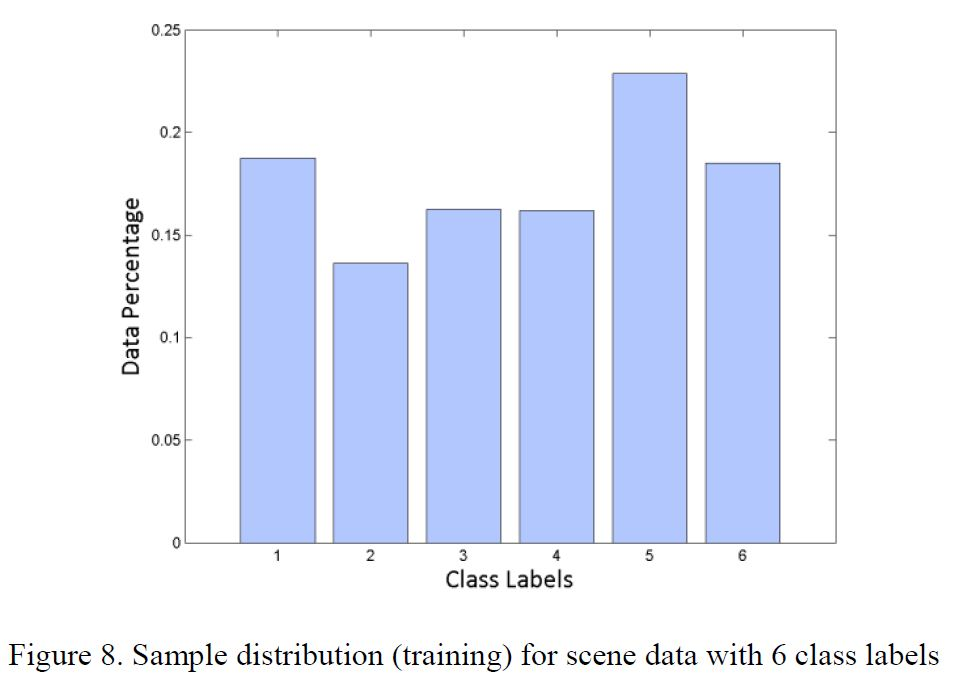 0.25
0.2
0.15
0.1
0.05
0
Data Percentage
1 2 3 4 5 6
Class Labels
Figure 8. Sample distribution (training) for scene data with 6 class labels